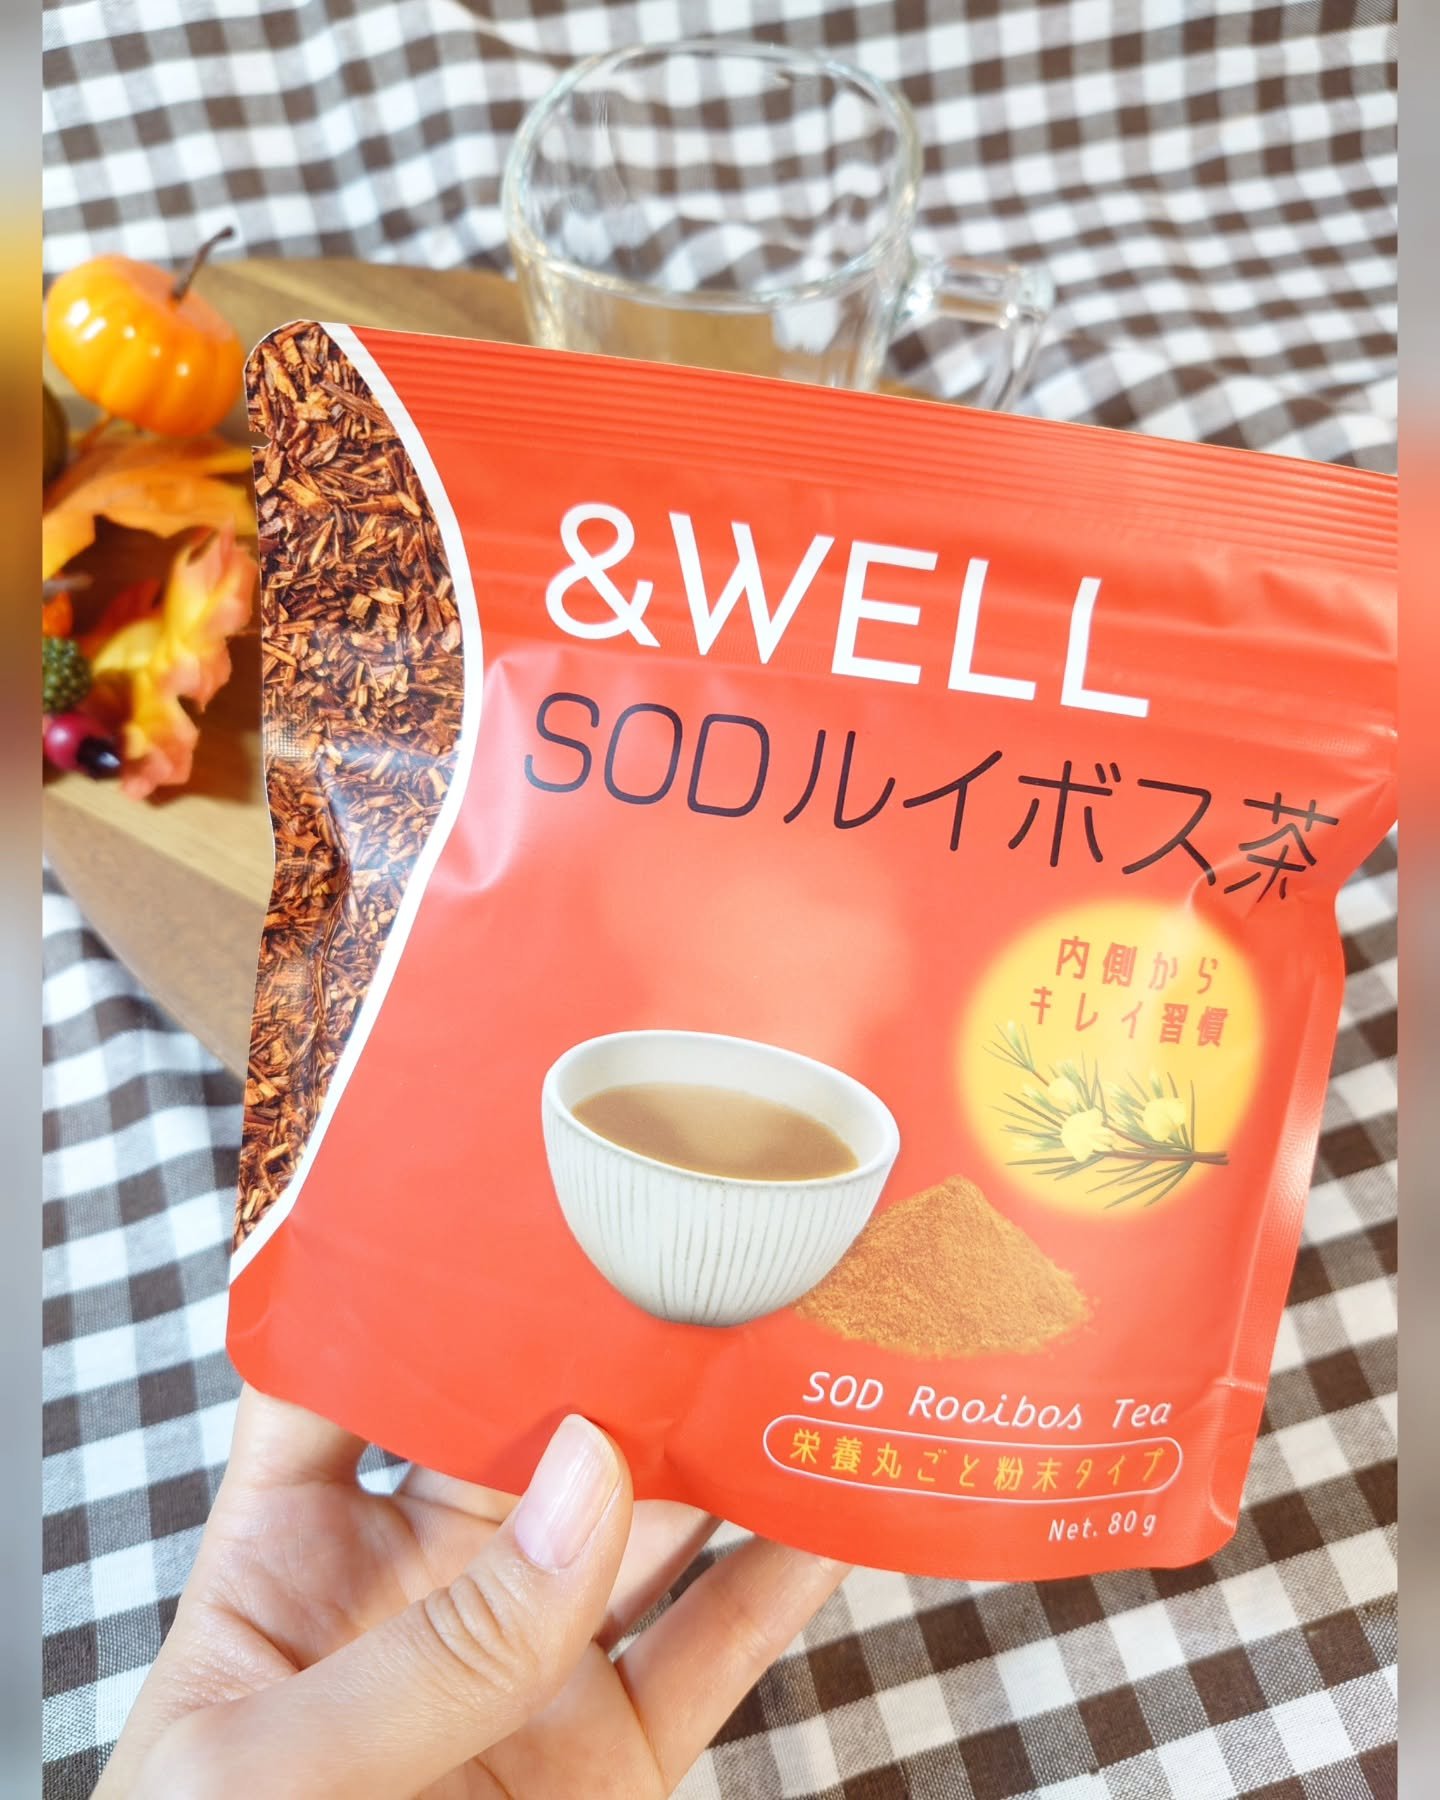 &WELL
SODルイボス茶
内側から
キレイ習慣
SOD Rooibos Tea
栄養丸ごと粉末タイプ
Net. 80g